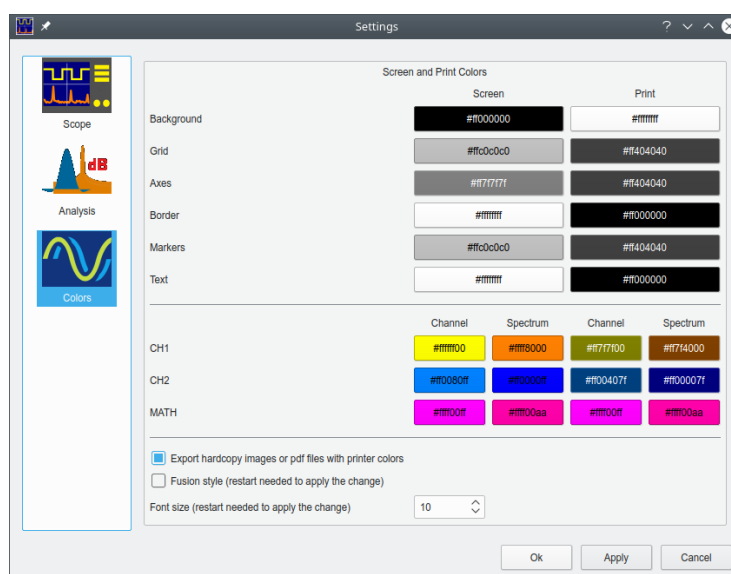 Settings
Screen and Print Colors
Screen Print
Background #ff000000 #ffffffff
Grid #ffc0c0c0 #ff404040
Axes #ff7f7f7f #ff404040
Border #ffffffff #ff000000
Markers #ffc0c0c0 #ff404040
Text #ffffffff #ff000000
Channel Spectrum Channel Spectrum
CH1 #ffffff00 #ffff8000 #ff7f7f00 #ff7f4000
CH2 #ff0080ff #ff0000ff #ff00407f #ff00007f
MATH #ffff00ff #ffff00aa #ffff00ff #ffff00aa
Export hardcopy images or pdf files with printer colors
Fusion style (restart needed to apply the change)
Font size (restart needed to apply the change) 10
Scope
dB
Analysis
Colors
Ok Apply Cancel